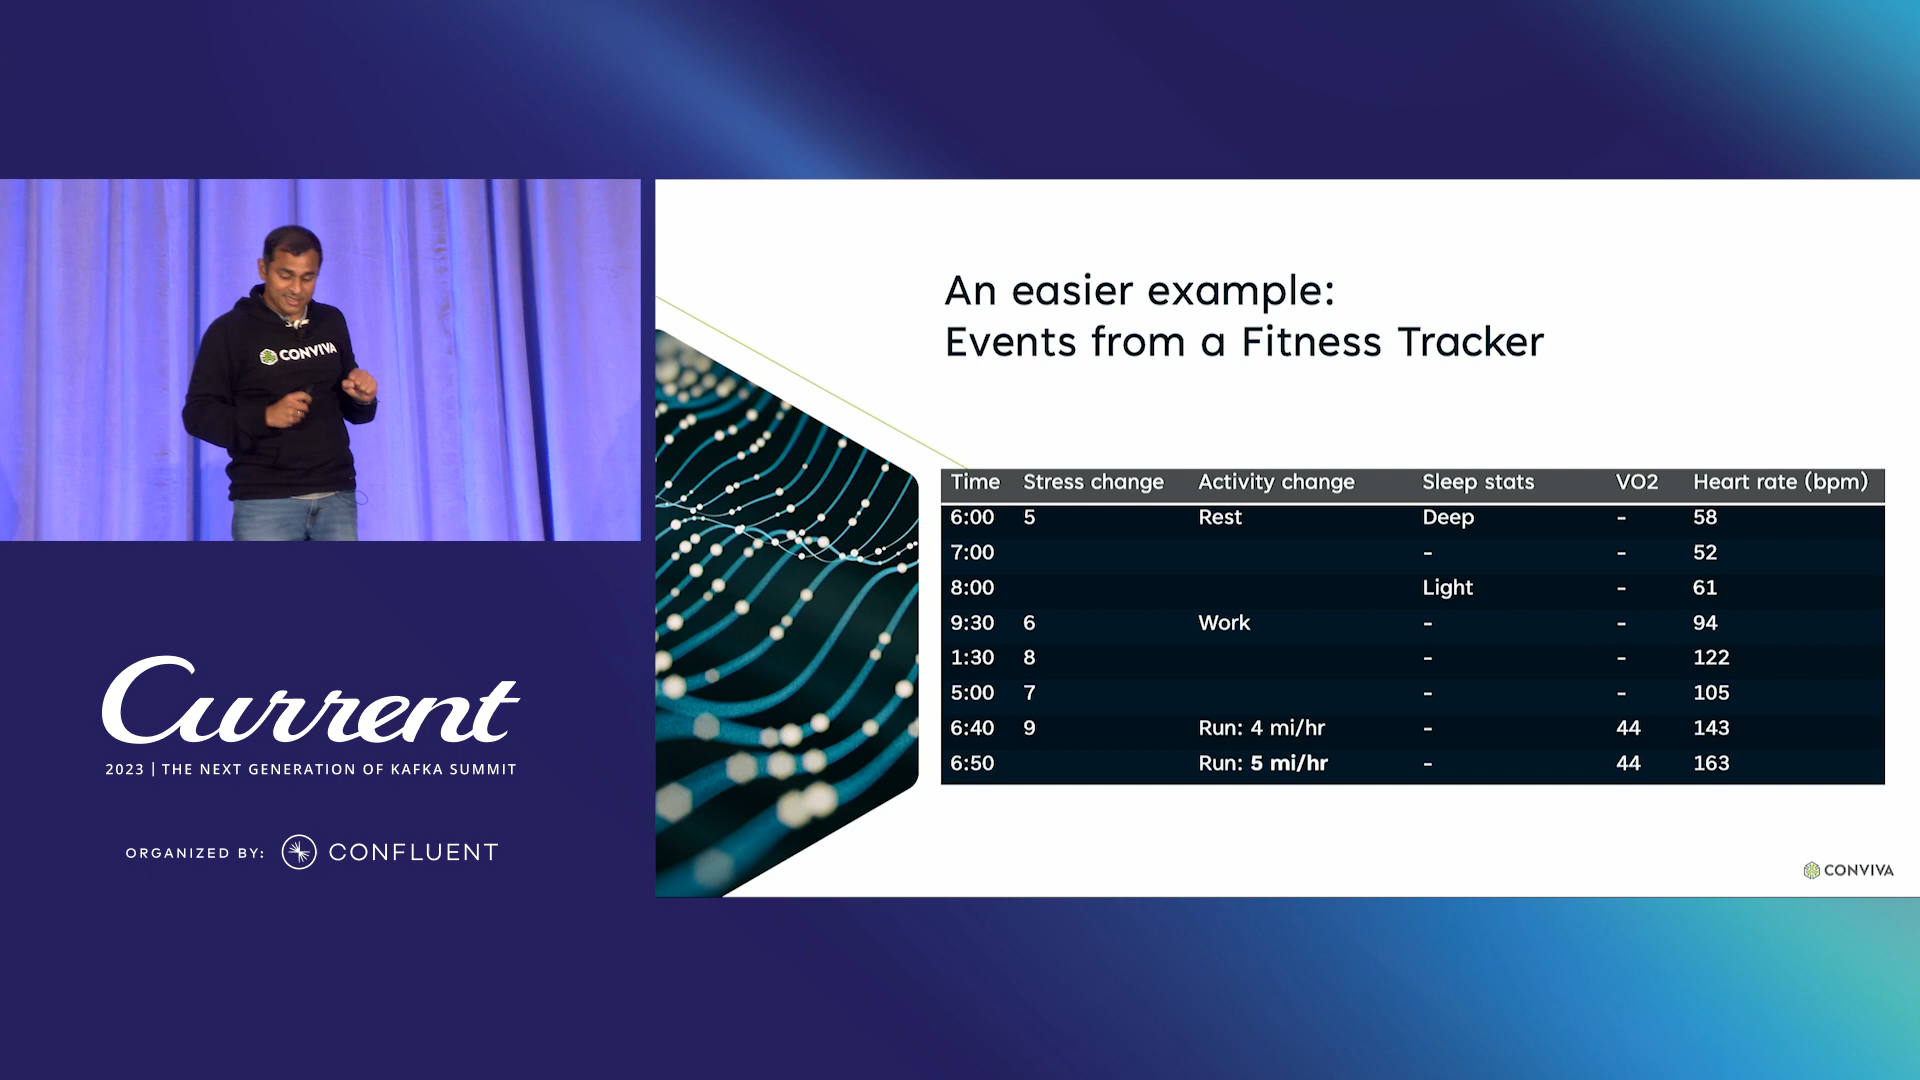 CONVIVA
Current
2023 | THE NEXT GENERATION OF KAFKA SUMMIT
ORGANIZED BY: CONFLUENT
An easier example:
Events from a Fitness Tracker
Time Stress change Activity change Sleep stats VO2 Heart rate (bpm)
6:00 5 Rest Deep - 58
7:00 - - 52
8:00 Light - 61
9:30 6 Work - - 94
1:30 8 - - 122
5:00 7 - - 105
6:40 9 Run: 4 mi/hr - 44 143
6:50 Run: 5 mi/hr - 44 163
CONVIVA